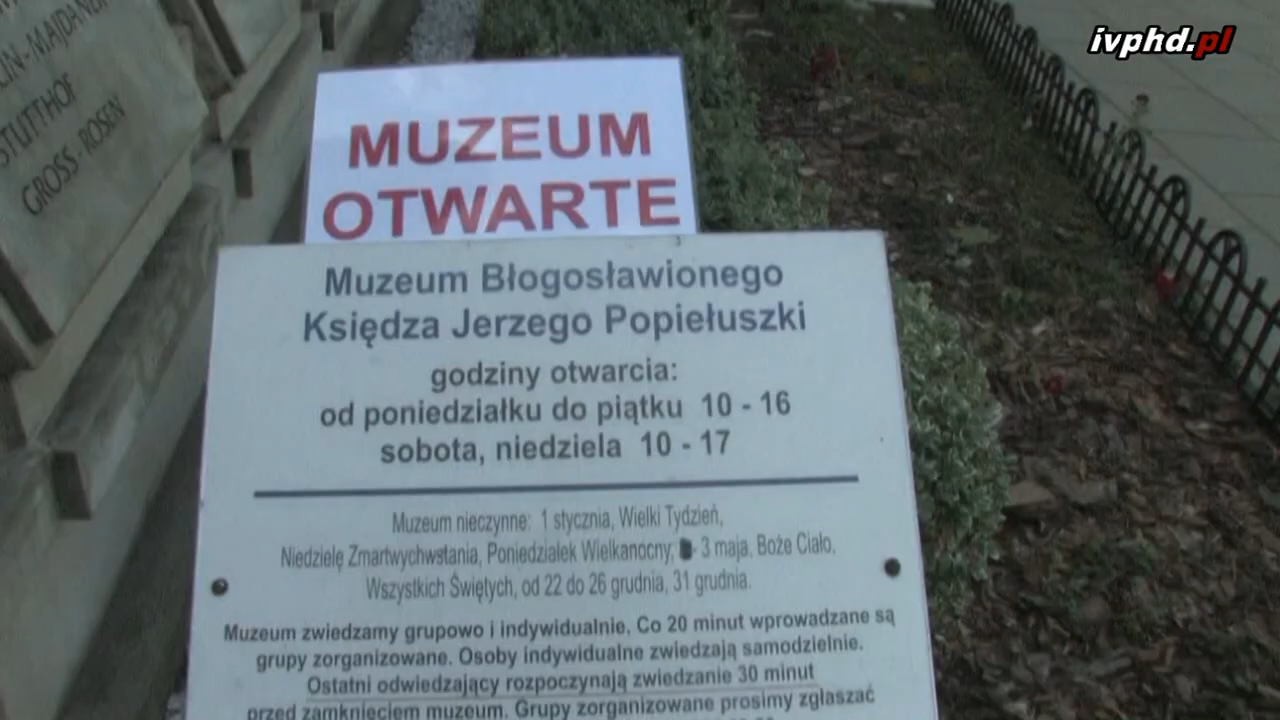 ivphd.pl
LIN - MAJDANEK
STUTTHOF
GROSS - ROSEN
MUZEUM
OTWARTE
Muzeum Błogosławionego
Księdza Jerzego Popiełuszki
godziny otwarcia:
od poniedziałku do piątku 10 - 16
sobota, niedziela 10 - 17
Muzeum nieczynne: 1 stycznia, Wielki Tydzień,
Niedzielę Zmartwychwstania, Poniedziałek Wielkanocny, - 3 maja, Boże Ciało,
Wszystkich Świętych, od 22 do 26 grudnia, 31 grudnia.
Muzeum zwiedzamy grupowo i indywidualnie. Co 20 minut wprowadzane są
grupy zorganizowane. Osoby indywidualne zwiedzają samodzielnie.
Ostatni odwiedzający rozpoczynają zwiedzanie 30 minut
przed zamknięciem muzeum. Grupy zorganizowane prosimy zgłaszać